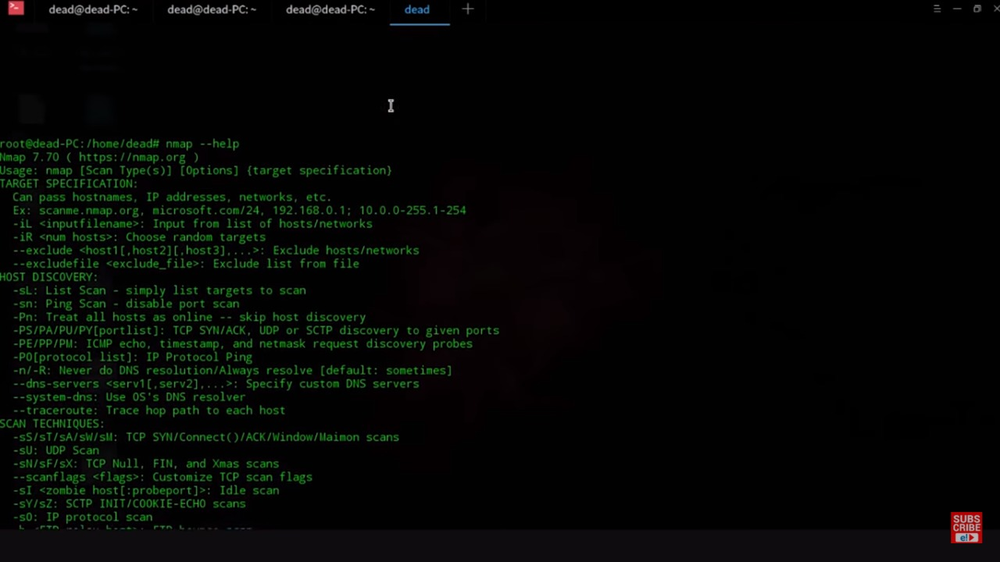 dead@dead-PC: ~ dead@dead-PC: ~ dead@dead-PC: ~ dead
root@dead-PC:/home/dead# nmap --help
Nmap 7.70 ( https://nmap.org )
Usage: nmap [Scan Type(s)] [Options] {target specification}
TARGET SPECIFICATION:
  Can pass hostnames, IP addresses, networks, etc.
  Ex: scanme.nmap.org, microsoft.com/24, 192.168.0.1; 10.0.0-255.1-254
  -iL <inputfilename>: Input from list of hosts/networks
  -iR <num hosts>: Choose random targets
  --exclude <host1[,host2][,host3],...>: Exclude hosts/networks
  --excludefile <exclude_file>: Exclude list from file
HOST DISCOVERY:
  -sL: List Scan - simply list targets to scan
  -sn: Ping Scan - disable port scan
  -Pn: Treat all hosts as online -- skip host discovery
  -PS/PA/PU/PY[portlist]: TCP SYN/ACK, UDP or SCTP discovery to given ports
  -PE/PP/PM: ICMP echo, timestamp, and netmask request discovery probes
  -PO[protocol list]: IP Protocol Ping
  -n/-R: Never do DNS resolution/Always resolve [default: sometimes]
  --dns-servers <serv1[,serv2],...>: Specify custom DNS servers
  --system-dns: Use OS's DNS resolver
  --traceroute: Trace hop path to each host
SCAN TECHNIQUES:
  -sS/sT/sA/sW/sM: TCP SYN/Connect()/ACK/Window/Maimon scans
  -sU: UDP Scan
  -sN/sF/sX: TCP Null, FIN, and Xmas scans
  --scanflags <flags>: Customize TCP scan flags
  -sI <zombie host[:probeport]>: Idle scan
  -sY/sZ: SCTP INIT/COOKIE-ECHO scans
  -sO: IP protocol scan
SUBS
CRIBE
e!